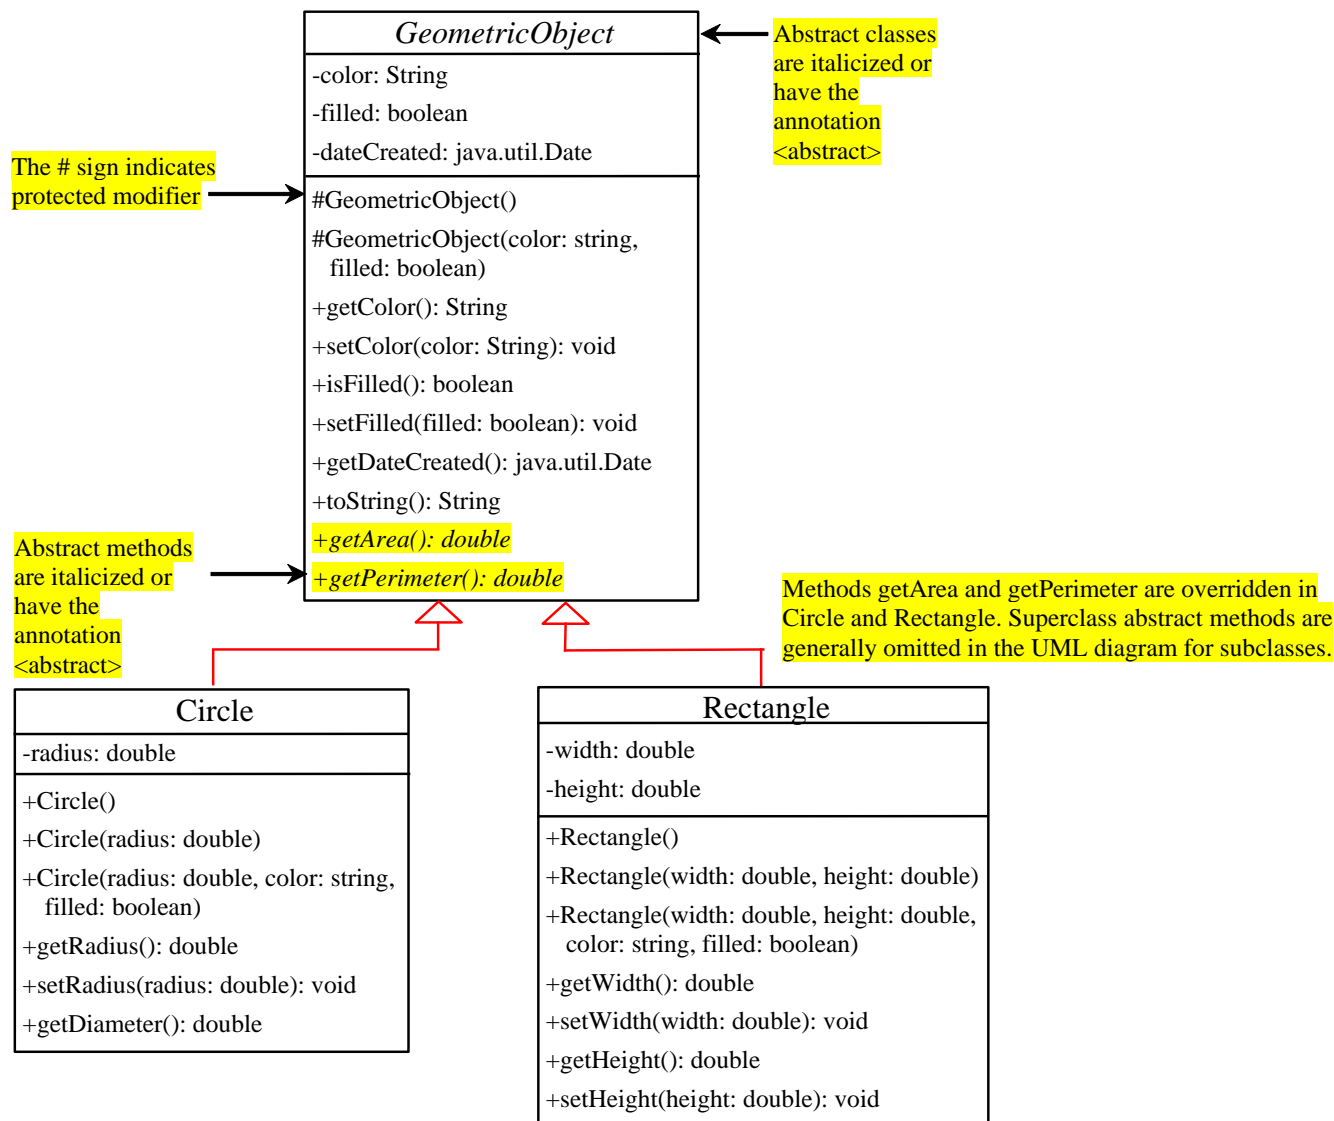 GeometricObject
-color: String
-filled: boolean
-dateCreated: java.util.Date
#GeometricObject()
#GeometricObject(color: string,
filled: boolean)
+getColor(): String
+setColor(color: String): void
+isFilled(): boolean
+setFilled(filled: boolean): void
+getDateCreated(): java.util.Date
+toString(): String
+getArea(): double
+getPerimeter(): double
Abstract classes
are italicized or
have the
annotation
<abstract>
The # sign indicates
protected modifier
Abstract methods
are italicized or
have the
annotation
<abstract>
Methods getArea and getPerimeter are overridden in
Circle and Rectangle. Superclass abstract methods are
generally omitted in the UML diagram for subclasses.
Circle
-radius: double
+Circle()
+Circle(radius: double)
+Circle(radius: double, color: string,
filled: boolean)
+getRadius(): double
+setRadius(radius: double): void
+getDiameter(): double
Rectangle
-width: double
-height: double
+Rectangle()
+Rectangle(width: double, height: double)
+Rectangle(width: double, height: double,
color: string, filled: boolean)
+getWidth(): double
+setWidth(width: double): void
+getHeight(): double
+setHeight(height: double): void